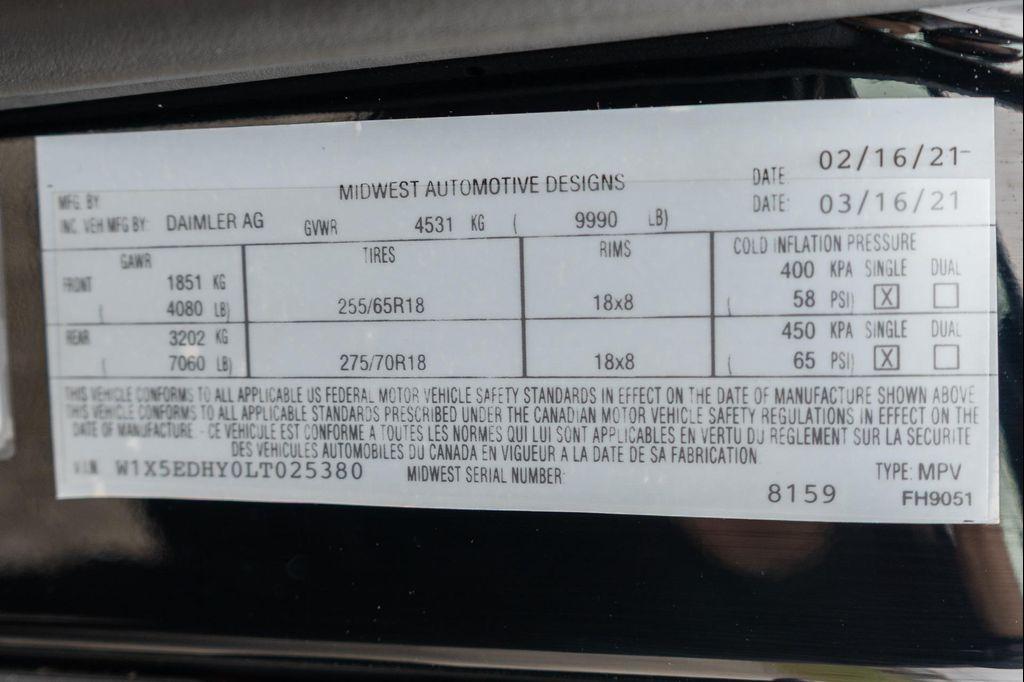 MFG. BY MIDWEST AUTOMOTIVE DESIGNS DATE: 02/16/21
INC. VEH MFG BY: DAIMLER AG GVWR 4531 KG ( 9990 LB) DATE: 03/16/21
GAWR TIRES RIMS COLD INFLATION PRESSURE
FRONT 1851 KG 400 KPA SINGLE DUAL
( 4080 LB) 255/65R18 18x8 ( 58 PSI) X
REAR 3202 KG 450 KPA SINGLE DUAL
( 7060 LB) 275/70R18 18x8 ( 65 PSI) X
THIS VEHICLE CONFORMS TO ALL APPLICABLE US FEDERAL MOTOR VEHICLE SAFETY STANDARDS IN EFFECT ON THE DATE OF MANUFACTURE SHOWN ABOVE
THIS VEHICLE CONFORMS TO ALL APPLICABLE STANDARDS PRESCRIBED UNDER THE CANADIAN MOTOR VEHICLE SAFETY REGULATIONS IN EFFECT ON THE
DATE OF MANUFACTURE - CE VEHICULE EST CONFORME A TOUTES LES NORMES QUI LUI SONT APPLICABLES EN VERTU DU REGLEMENT SUR LA SECURITE
DES VEHICULES AUTOMOBILES DU CANADA EN VIGUEUR A LA DATE DE SA FABRICATION
V.I.N. W1X5EDHY0LT025380 MIDWEST SERIAL NUMBER: 8159 TYPE: MPV
FH9051